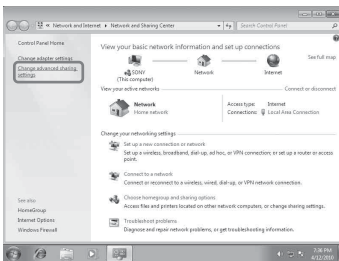 « Network and Internet ▸ Network and Sharing Center
Search Control Panel
Control Panel Home
Change adapter settings
Change advanced sharing
settings
See also
HomeGroup
Internet Options
Windows Firewall
View your basic network information and set up connections
See full map
SONY
(This computer)
Network
Internet
View your active networks
Connect or disconnect
Network
Home network
Access type: Internet
Connections: Local Area Connection
Change your networking settings
Set up a new connection or network
Set up a wireless, broadband, dial-up, ad hoc, or VPN connection; or set up a router or access
point.
Connect to a network
Connect or reconnect to a wireless, wired, dial-up, or VPN network connection.
Choose homegroup and sharing options
Access files and printers located on other network computers, or change sharing settings.
Troubleshoot problems
Diagnose and repair network problems, or get troubleshooting information.
7:26 PM
4/12/2010